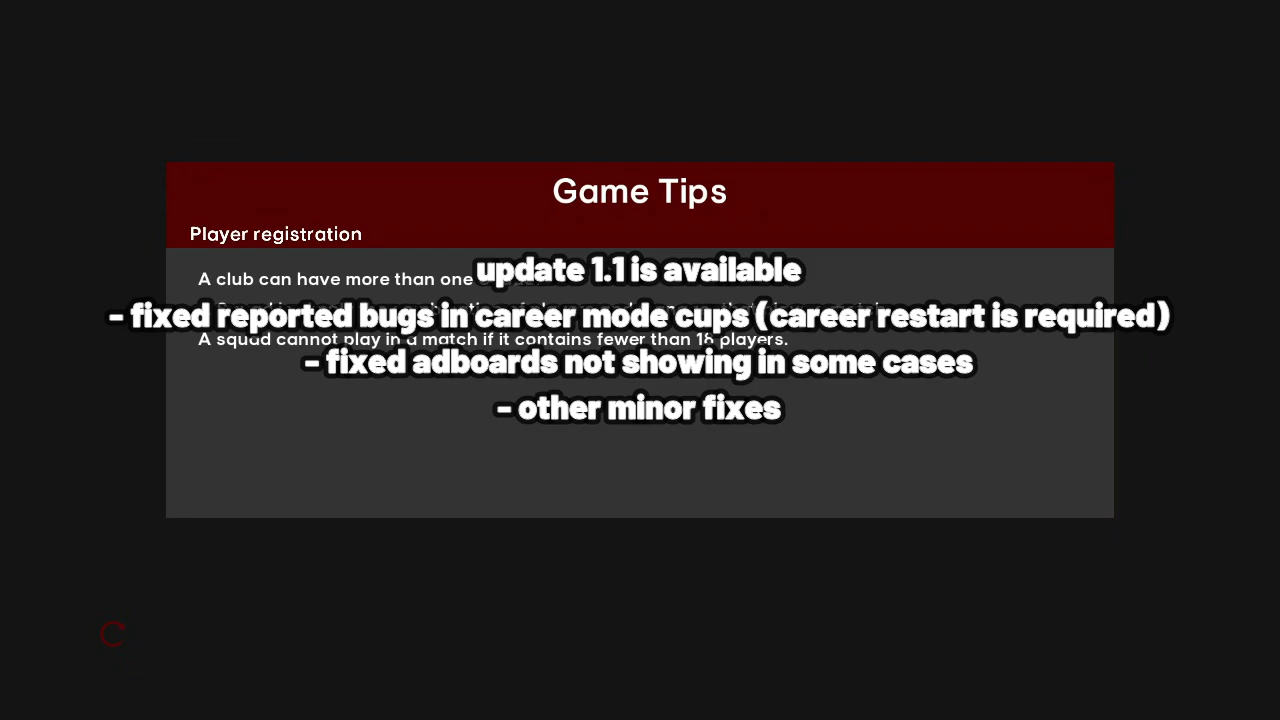 Game Tips
Player registration
A club can have more than one
update 1.1 is available
- fixed reported bugs in career mode cups (career restart is required)
A squad cannot play in a match if it contains fewer than 16 players.
- fixed adboards not showing in some cases
- other minor fixes